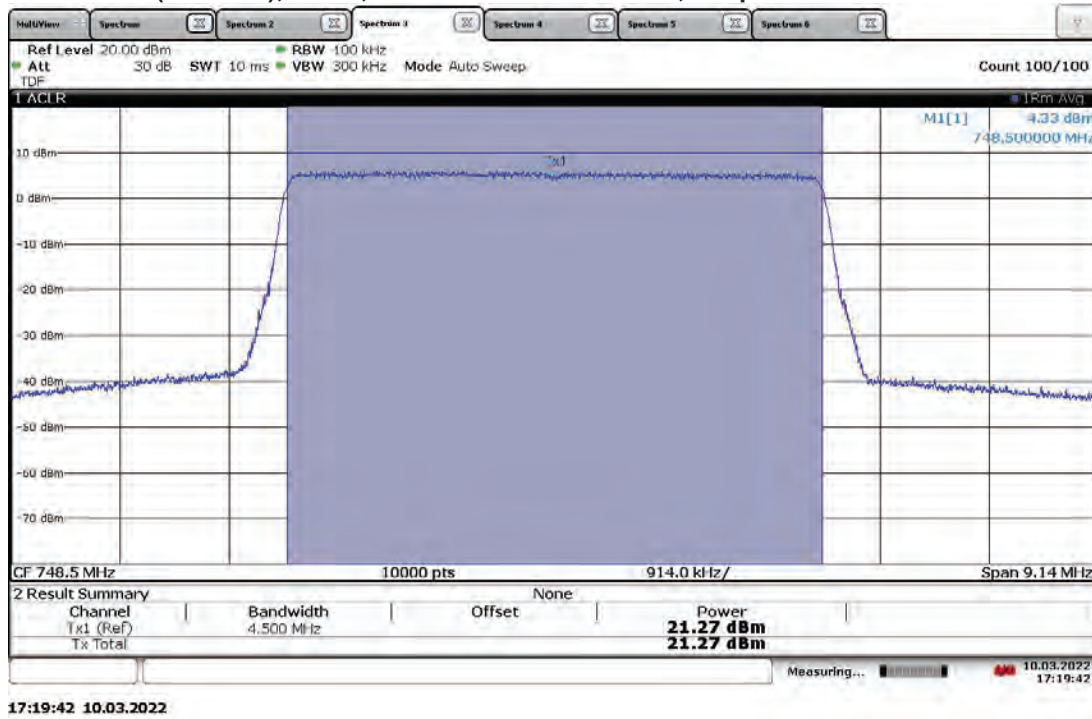 MultiView Spectrum Spectrum 2 Spectrum 3 Spectrum 4 Spectrum 5 Spectrum 6
Ref Level 20.00 dBm RBW 100 kHz
Att 30 dB SWT 10 ms VBW 300 kHz Mode Auto Sweep Count 100/100
TDF
1 ACLR 1Rm Avg
M1[1] 4.33 dBm
748.500000 MHz
10 dBm
Tx1
0 dBm
-10 dBm
-20 dBm
-30 dBm
-40 dBm
-50 dBm
-60 dBm
-70 dBm
CF 748.5 MHz 10000 pts 914.0 kHz/ Span 9.14 MHz
2 Result Summary None
Channel Bandwidth Offset Power
Tx1 (Ref) 4.500 MHz 21.27 dBm
Tx Total 21.27 dBm
Measuring... 10.03.2022
17:19:42
17:19:42 10.03.2022